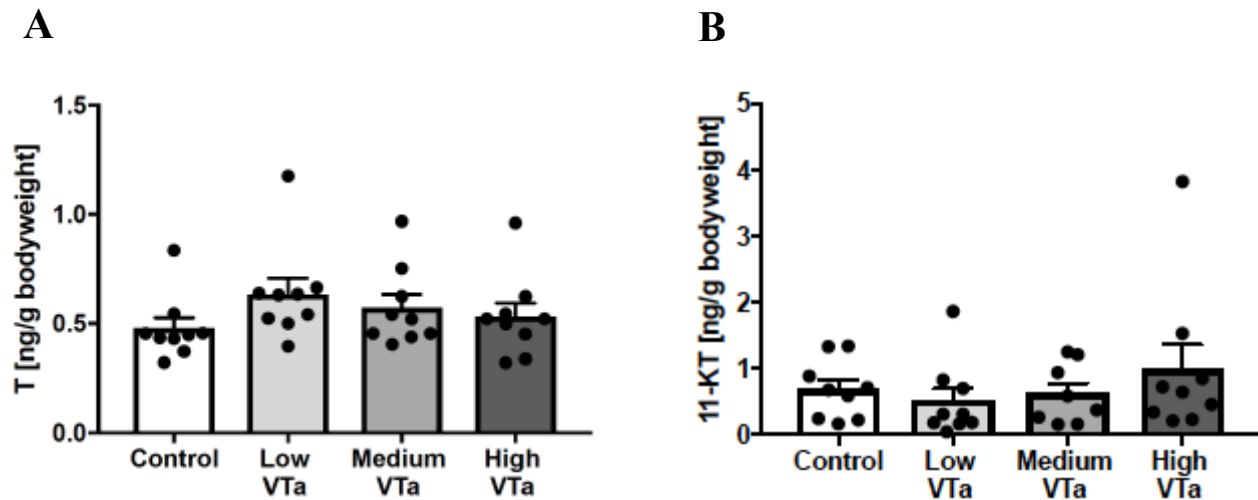 A
T [ng/g bodyweight]
1.5
1.0
0.5
0.0
Control
Low
VTa
Medium
VTa
High
VTa
B
11-KT [ng/g bodyweight]
5
4
3
2
1
0
Control
Low
VTa
Medium
VTa
High
VTa